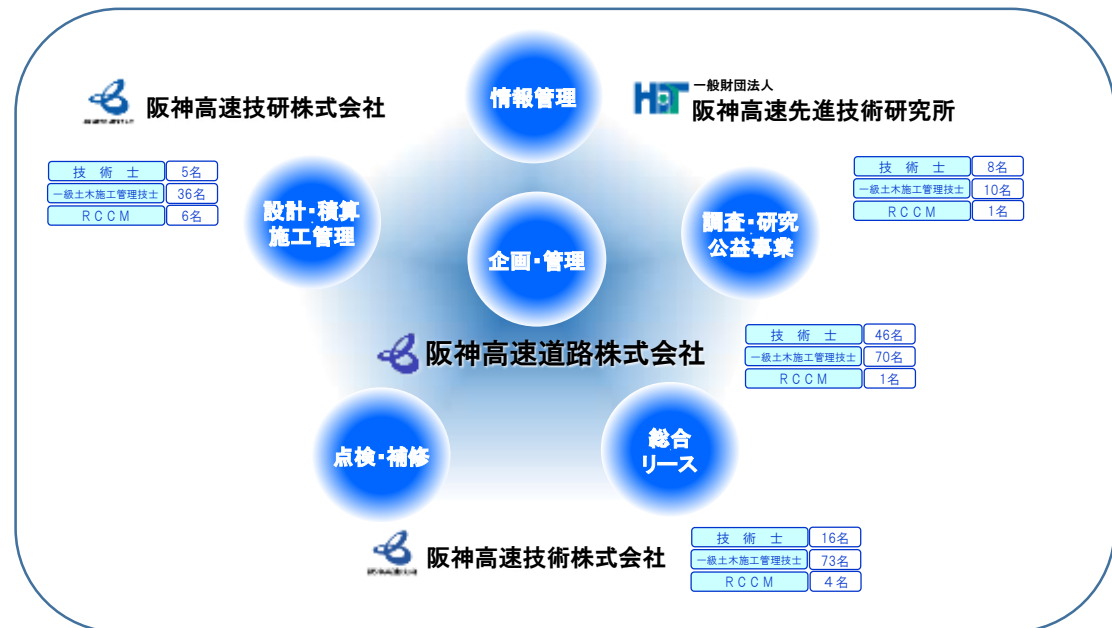 情報管理
阪神高速技研株式会社
一般財団法人
阪神高速先進技術研究所
技術士 5名
一級土木施工管理技士 36名
RCCM 6名
設計・積算
施工管理
企画・管理
調査・研究
公益事業
技術士 8名
一級土木施工管理技士 10名
RCCM 1名
阪神高速道路株式会社
技術士 46名
一級土木施工管理技士 70名
RCCM 1名
点検・補修
総合
リース
阪神高速技術株式会社
技術士 16名
一級土木施工管理技士 73名
RCCM 4名